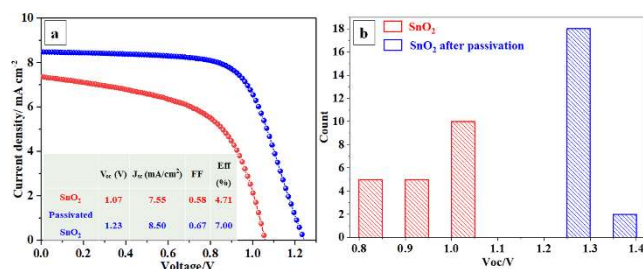 a
Current density/ mA cm⁻²
10
8
6
4
2
0
Voc (V) Jsc (mA/cm²) FF Eff (%)
SnO₂ 1.07 7.55 0.58 4.71
Passivated SnO₂ 1.23 8.50 0.67 7.00
0.0 0.2 0.4 0.6 0.8 1.0 1.2
Voltage/V
b
SnO₂
SnO₂ after passivation
Count
18
16
14
12
10
8
6
4
2
0
0.8 0.9 1.0 1.1 1.2 1.3 1.4
Voc/V